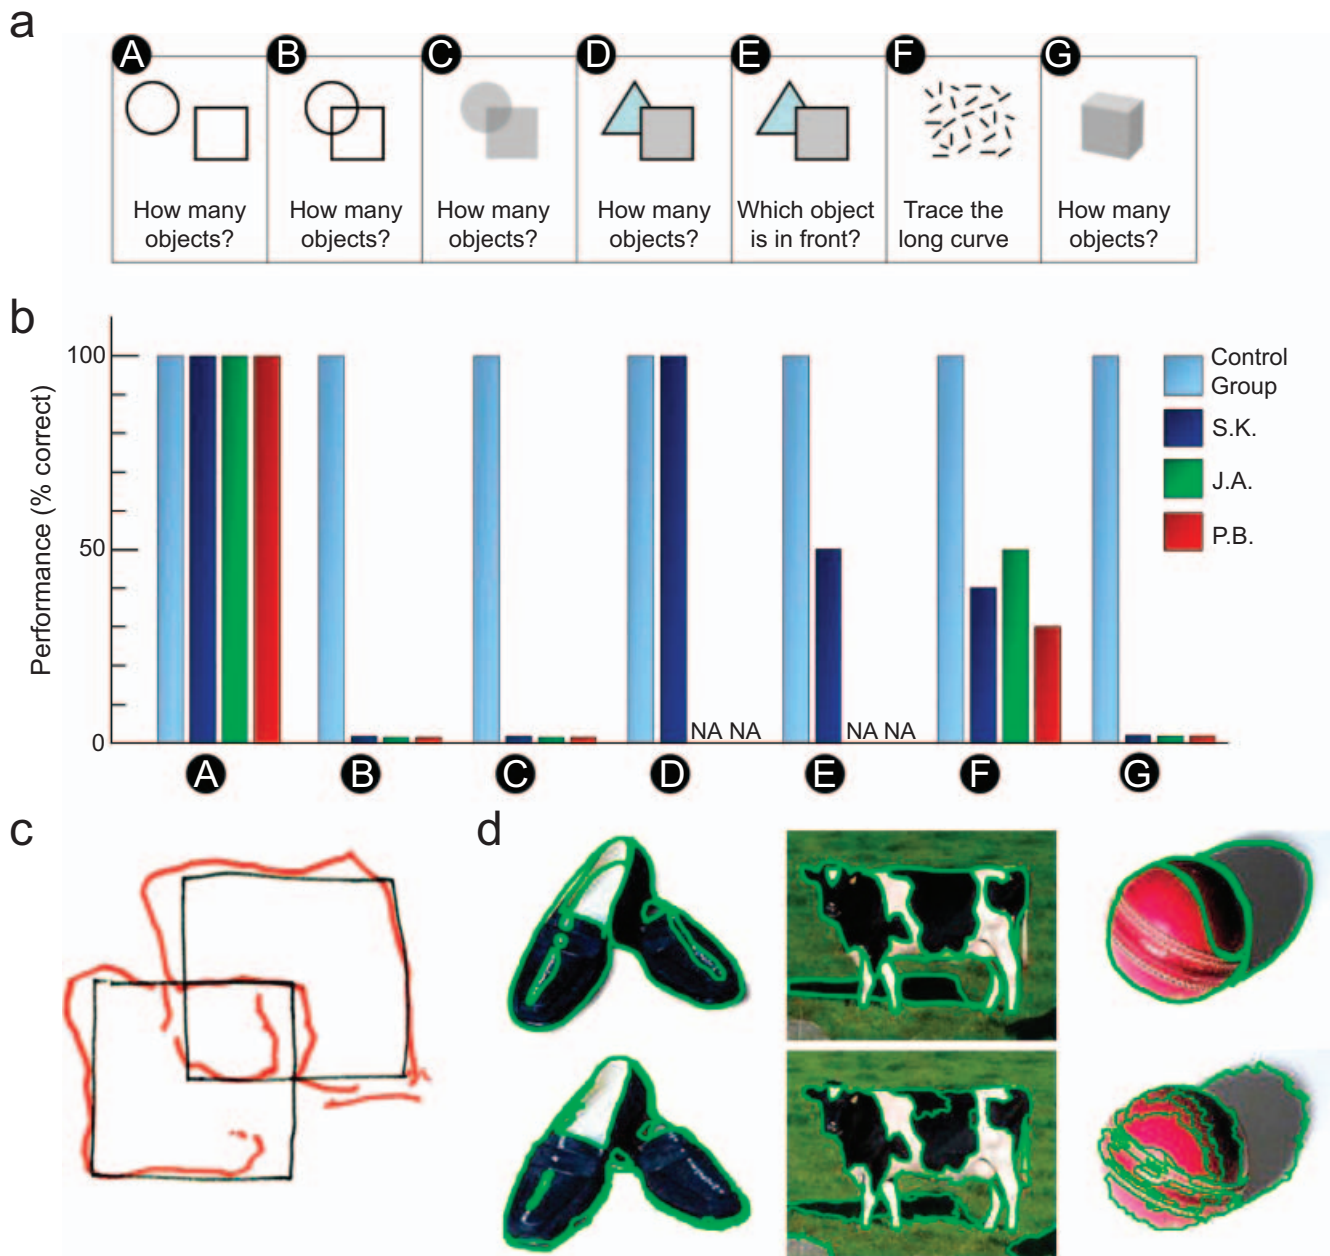 a
A B C D E F G
How many
objects?
How many
objects?
How many
objects?
How many
objects?
Which object
is in front?
Trace the
long curve
How many
objects?
b
Performance (% correct)
100
50
0
NA NA
NA NA
Control
Group
S.K.
J.A.
P.B.
A B C D E F G
c
d